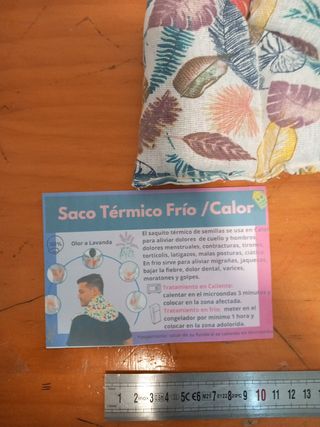 Saco Térmico Frío /Calor
Olor a Lavanda
El saquito térmico de semillas se usa en Calor
para aliviar dolores de cuello y hombros,
dolores menstruales, contracturas, tirones,
torticolis, latigazos, malas posturas, ciática.
En frio sirve para aliviar migrañas, jaquecas,
bajar la fiebre, dolor dental, varices,
moratones y golpes.
Tratamiento en Caliente:
calentar en el microondas 3 minutos y
colocar en la zona afectada.
Tratamiento en frio: meter en el
congelador por mínimo 1 hora y
colocar en la zona adolorida.
1 2 3 4 5 6 7 8 9 10 11 12 13